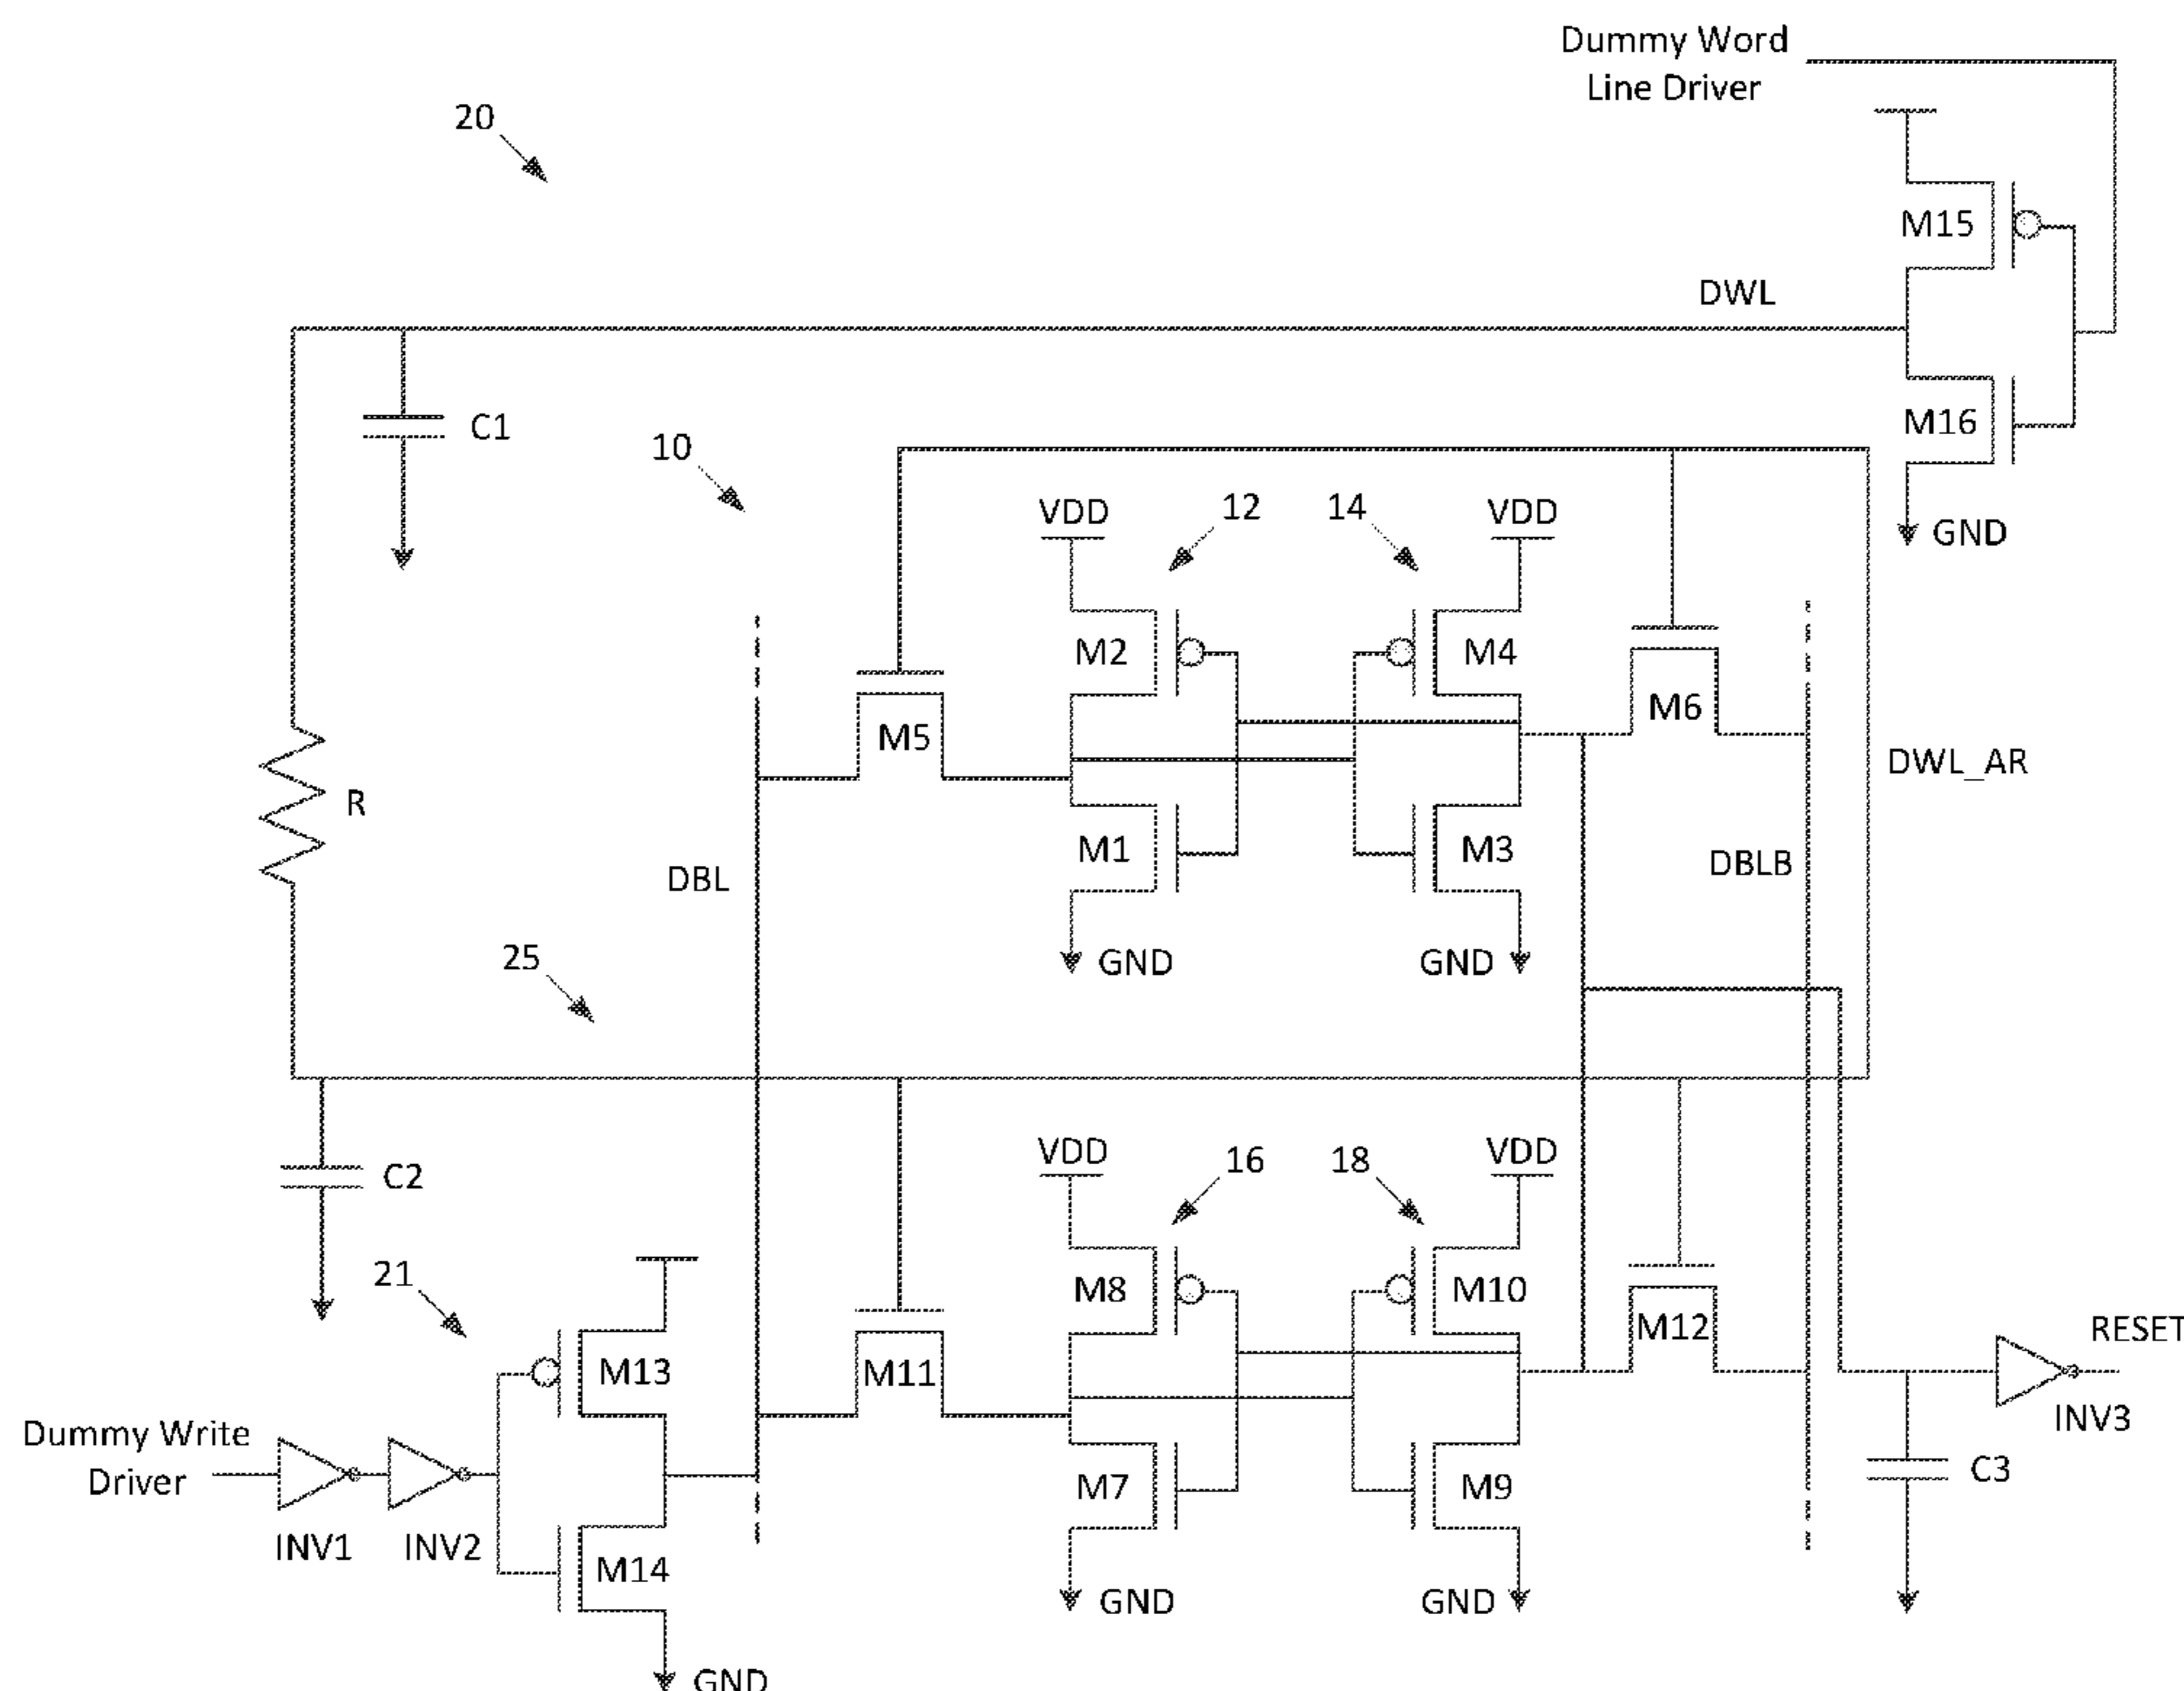 Dummy Word
Line Driver
20
M15
DWL
M16
GND
C1
10
VDD
12
14
VDD
M2
M4
M5
M6
DWL_AR
R
M1
M3
DBL
DBLB
GND
GND
25
C2
VDD
16
18
VDD
21
M8
M10
M12
RESET
M13
M11
INV3
Dummy Write
Driver
M7
M9
C3
INV1
INV2
M14
GND
GND
GND